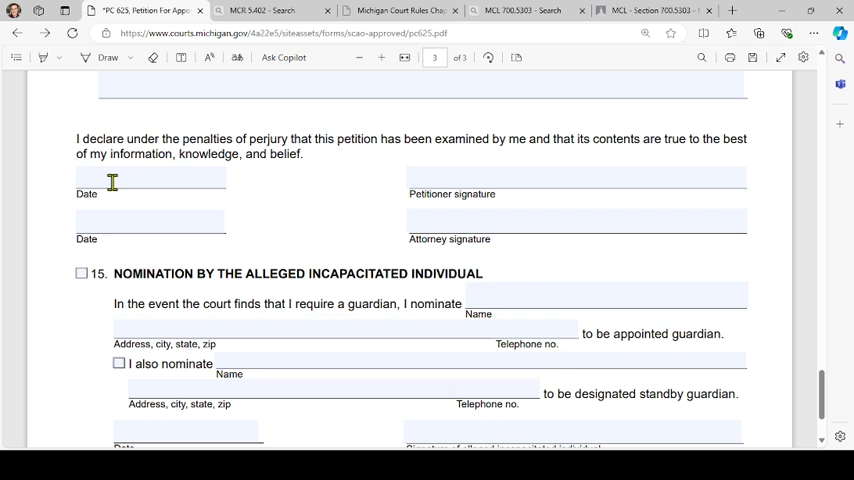 *PC 625, Petition For Appo
MCR 5.402 - Search
Michigan Court Rules Chap
MCL 700.5303 - Search
MCL - Section 700.5303 -
https://www.courts.michigan.gov/4a22e5/siteassets/forms/scao-approved/pc625.pdf
Draw
Ask Copilot
3 of 3
I declare under the penalties of perjury that this petition has been examined by me and that its contents are true to the best
of my information, knowledge, and belief.
Date
Petitioner signature
Date
Attorney signature
15. NOMINATION BY THE ALLEGED INCAPACITATED INDIVIDUAL
In the event the court finds that I require a guardian, I nominate
Name
to be appointed guardian.
Address, city, state, zip
Telephone no.
I also nominate
Name
to be designated standby guardian.
Address, city, state, zip
Telephone no.
Date
Signature of alleged incapacitated individual